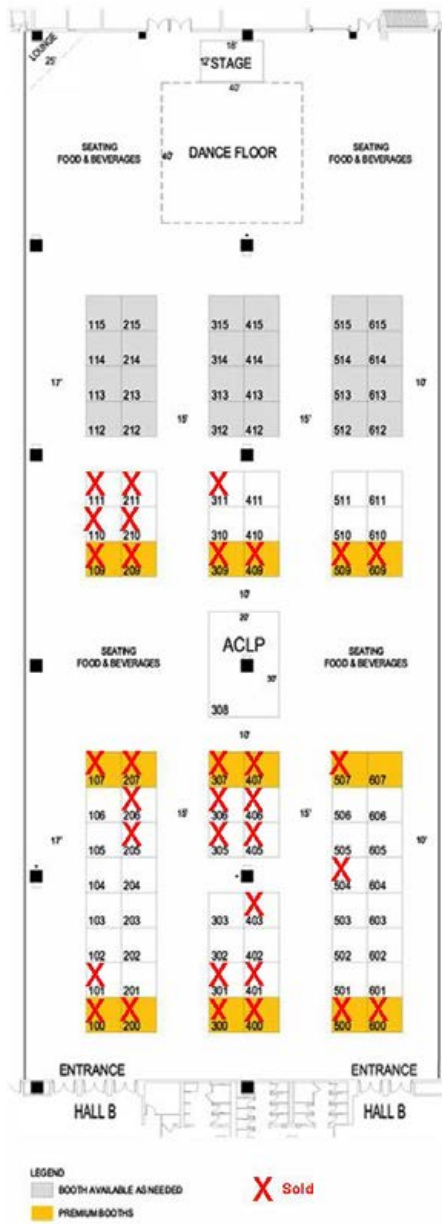 LOUNGE
25'
18'
12' STAGE
40'
40' DANCE FLOOR
SEATING
FOOD & BEVERAGES
SEATING
FOOD & BEVERAGES
115 215 315 415 515 615
114 214 314 414 514 614
17' 10'
113 213 313 413 513 613
15' 15'
112 212 312 412 512 612
X X X
111 211 311 411 511 611
X X
110 210 310 410 510 610
X X X X X X
109 209 309 409 509 609
10'
20'
ACLP
30'
308
SEATING
FOOD & BEVERAGES
SEATING
FOOD & BEVERAGES
10'
X X X X X
107 207 307 407 507 607
X X X
106 206 306 406 506 606
15' 15'
X X X
105 205 305 405 505 605
17' 10'
X
104 204 504 604
X
103 203 303 403 503 603
102 202 302 402 502 602
X X X
101 201 301 401 501 601
X X X X X X
100 200 300 400 500 600
ENTRANCE
HALL B
ENTRANCE
HALL B
LEGEND
BOOTH AVAILABLE AS NEEDED
PREMIUM BOOTHS
X Sold